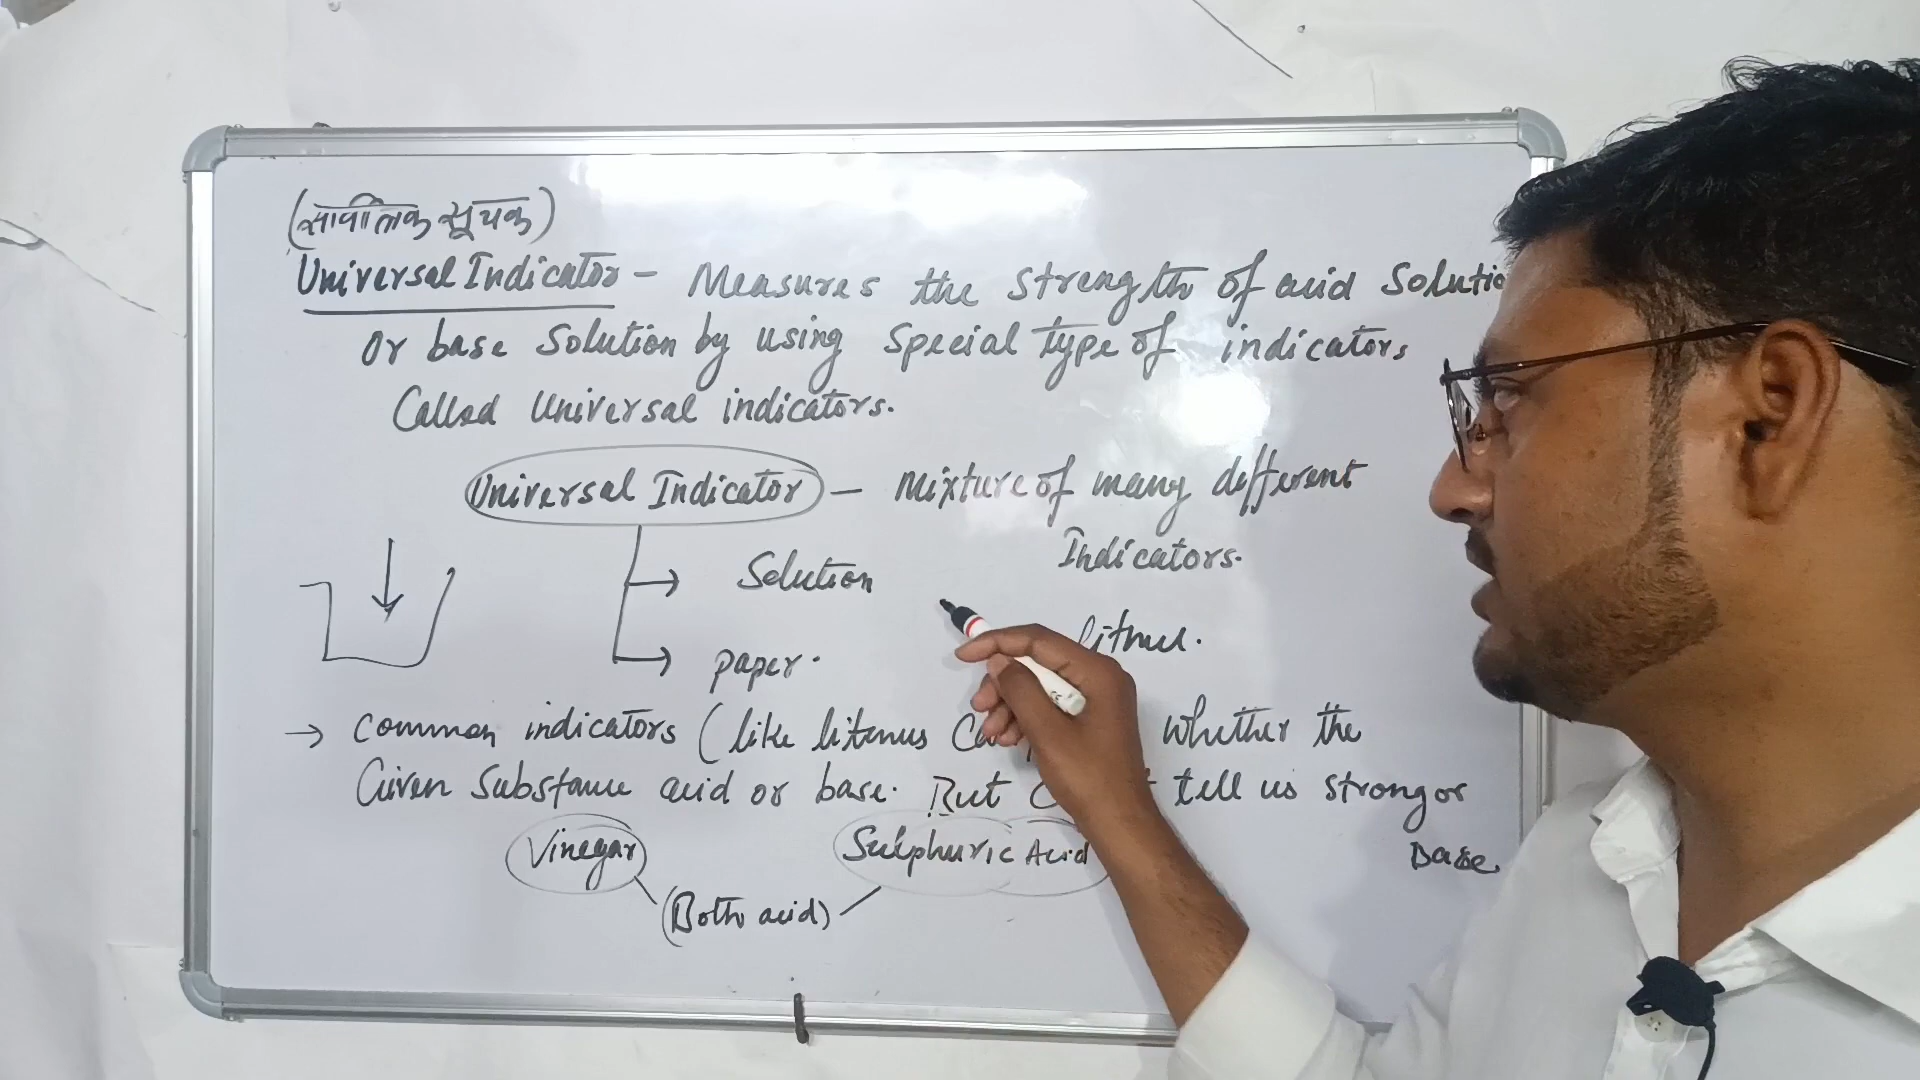 (सार्वत्रिक सूचक)
Universal Indicator – Measures the strength of acid Solutio
Or base Solution by using Special type of indicators
Called Universal indicators.
Universal Indicator – Mixture of many different
Indicators.
Solution
Litmus.
paper.
→ Common indicators (like litmus whether the
Given Substance acid or base. But tell us strong or
Base.
Vinegar
Sulphuric Acid
(Both acid)